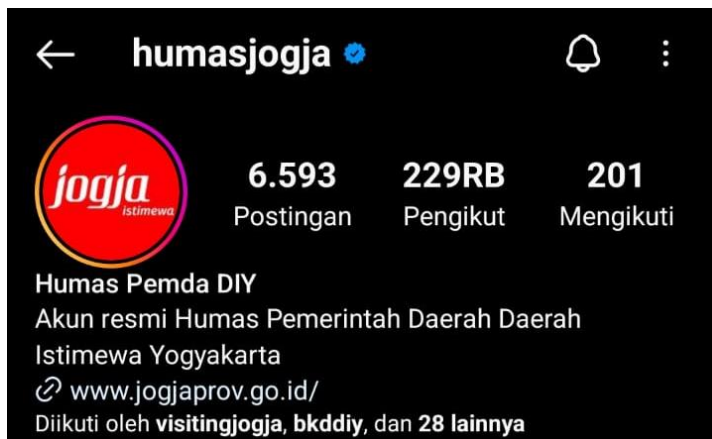 humasjogja
jogja
istimewa
6.593
Postingan
229RB
Pengikut
201
Mengikuti
Humas Pemda DIY
Akun resmi Humas Pemerintah Daerah Daerah
Istimewa Yogyakarta
www.jogjaprov.go.id/
Diikuti oleh visitingjogja, bkddiy, dan 28 lainnya